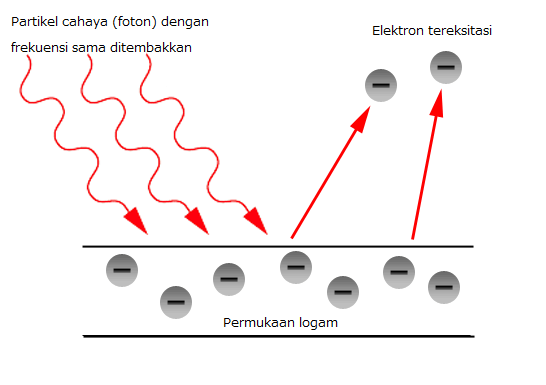 Partikel cahaya (foton) dengan
frekuensi sama ditembakkan
Elektron tereksitasi
Permukaan logam